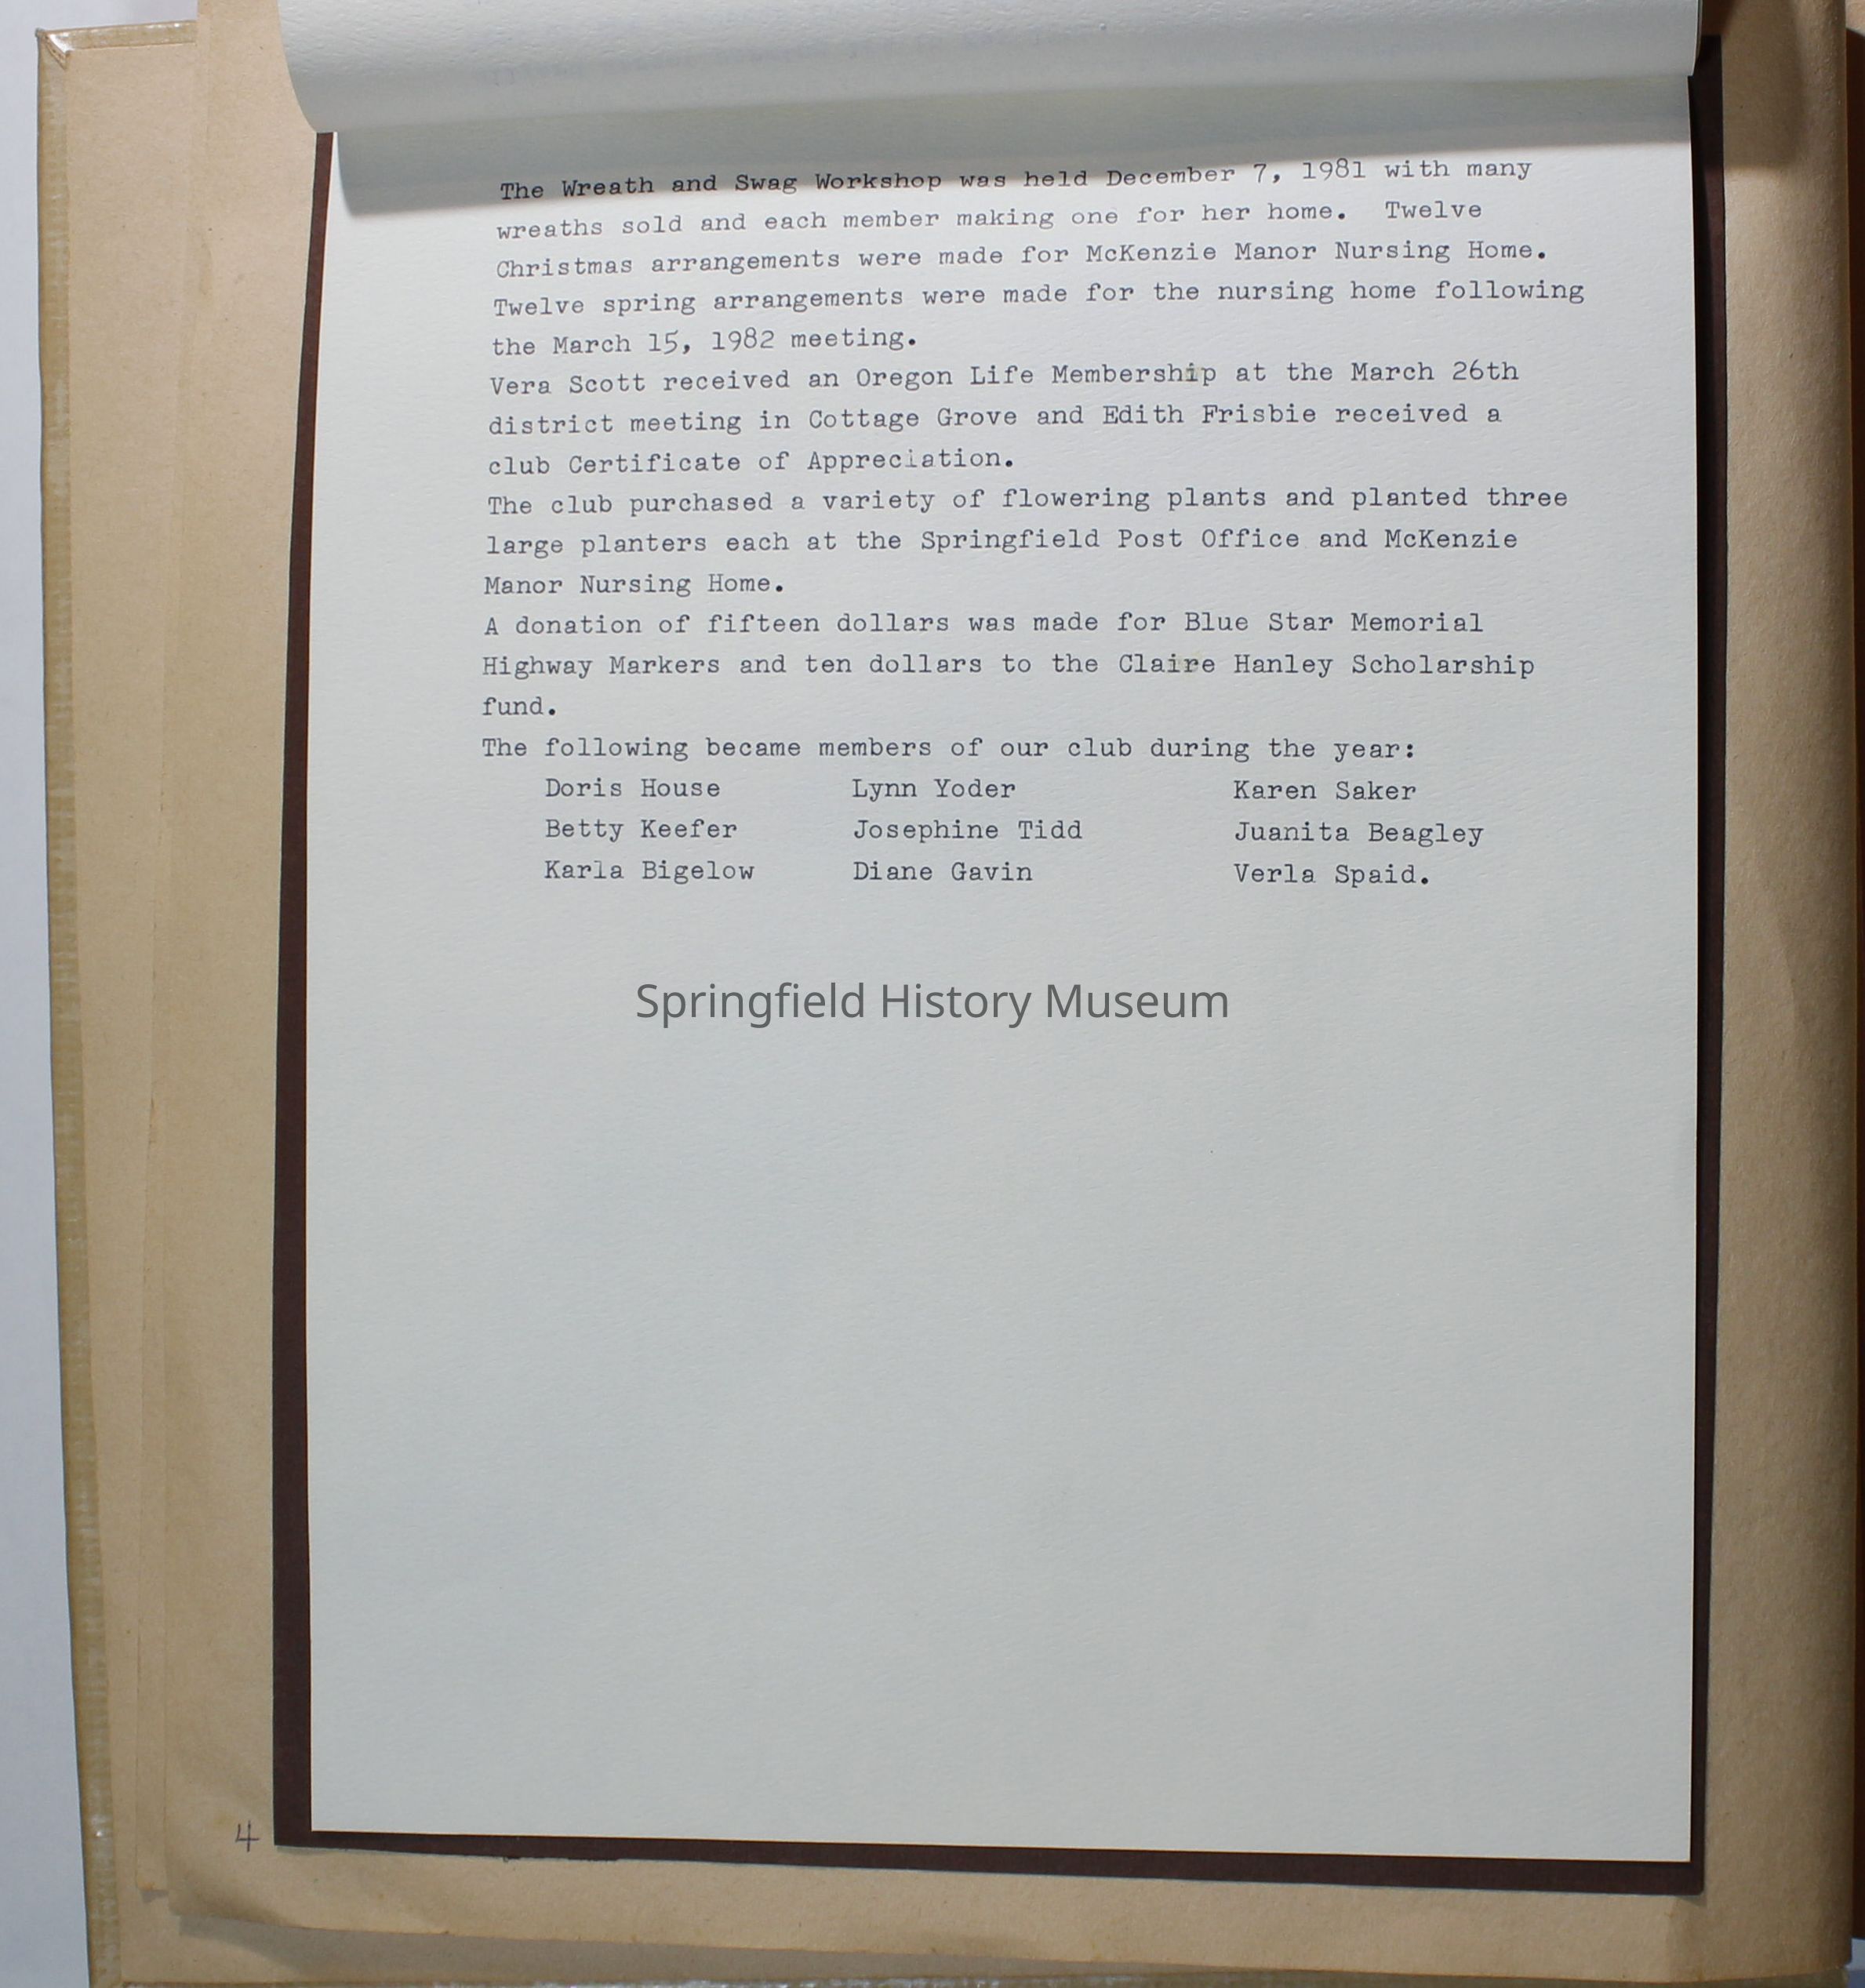 The Wreath and Swag Workshop was held December 7, 1981 with many
wreaths sold and each member making one for her home.  Twelve
Christmas arrangements were made for McKenzie Manor Nursing Home.
Twelve spring arrangements were made for the nursing home following
the March 15, 1982 meeting.
Vera Scott received an Oregon Life Membership at the March 26th
district meeting in Cottage Grove and Edith Frisbie received a
club Certificate of Appreciation.
The club purchased a variety of flowering plants and planted three
large planters each at the Springfield Post Office and McKenzie
Manor Nursing Home.
A donation of fifteen dollars was made for Blue Star Memorial
Highway Markers and ten dollars to the Claire Hanley Scholarship
fund.
The following became members of our club during the year:
Doris House Lynn Yoder Karen Saker
Betty Keefer Josephine Tidd Juanita Beagley
Karla Bigelow Diane Gavin Verla Spaid.
Springfield History Museum
4